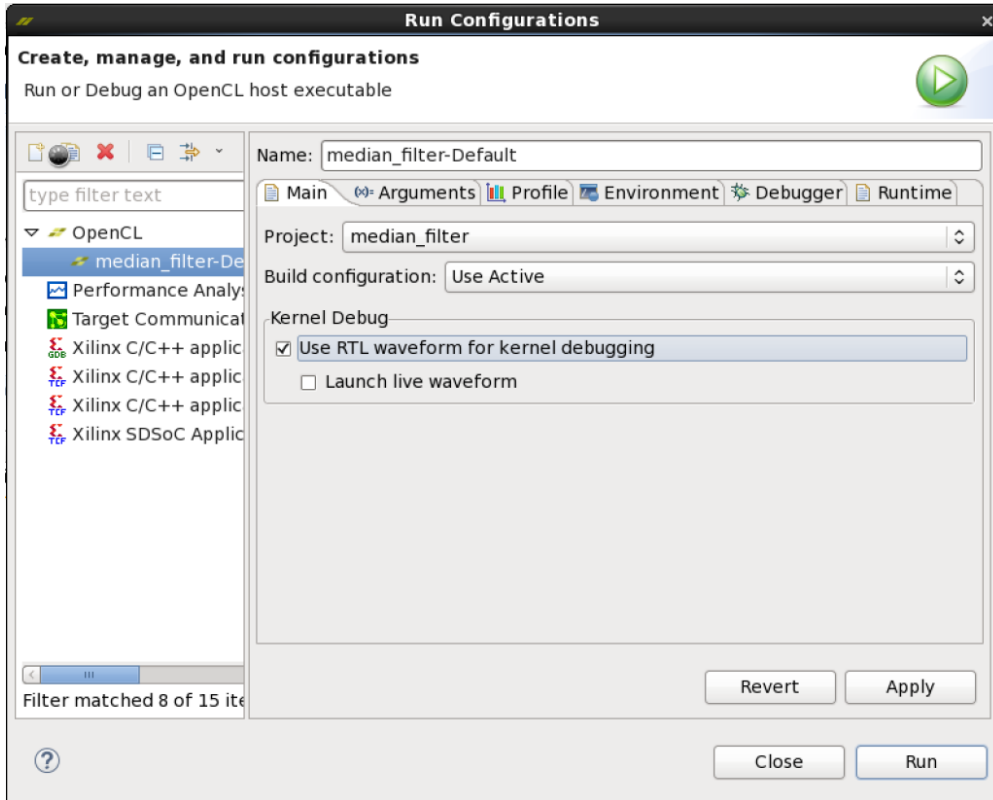 Run Configurations
Create, manage, and run configurations
Run or Debug an OpenCL host executable
type filter text
OpenCL
median_filter-De
Performance Analys
Target Communicat
Xilinx C/C++ applic
Xilinx C/C++ applic
Xilinx C/C++ applic
Xilinx SDSoC Applic
Filter matched 8 of 15 ite
Name: median_filter-Default
Main Arguments Profile Environment Debugger Runtime
Project: median_filter
Build configuration: Use Active
Kernel Debug
Use RTL waveform for kernel debugging
Launch live waveform
Revert Apply
Close Run